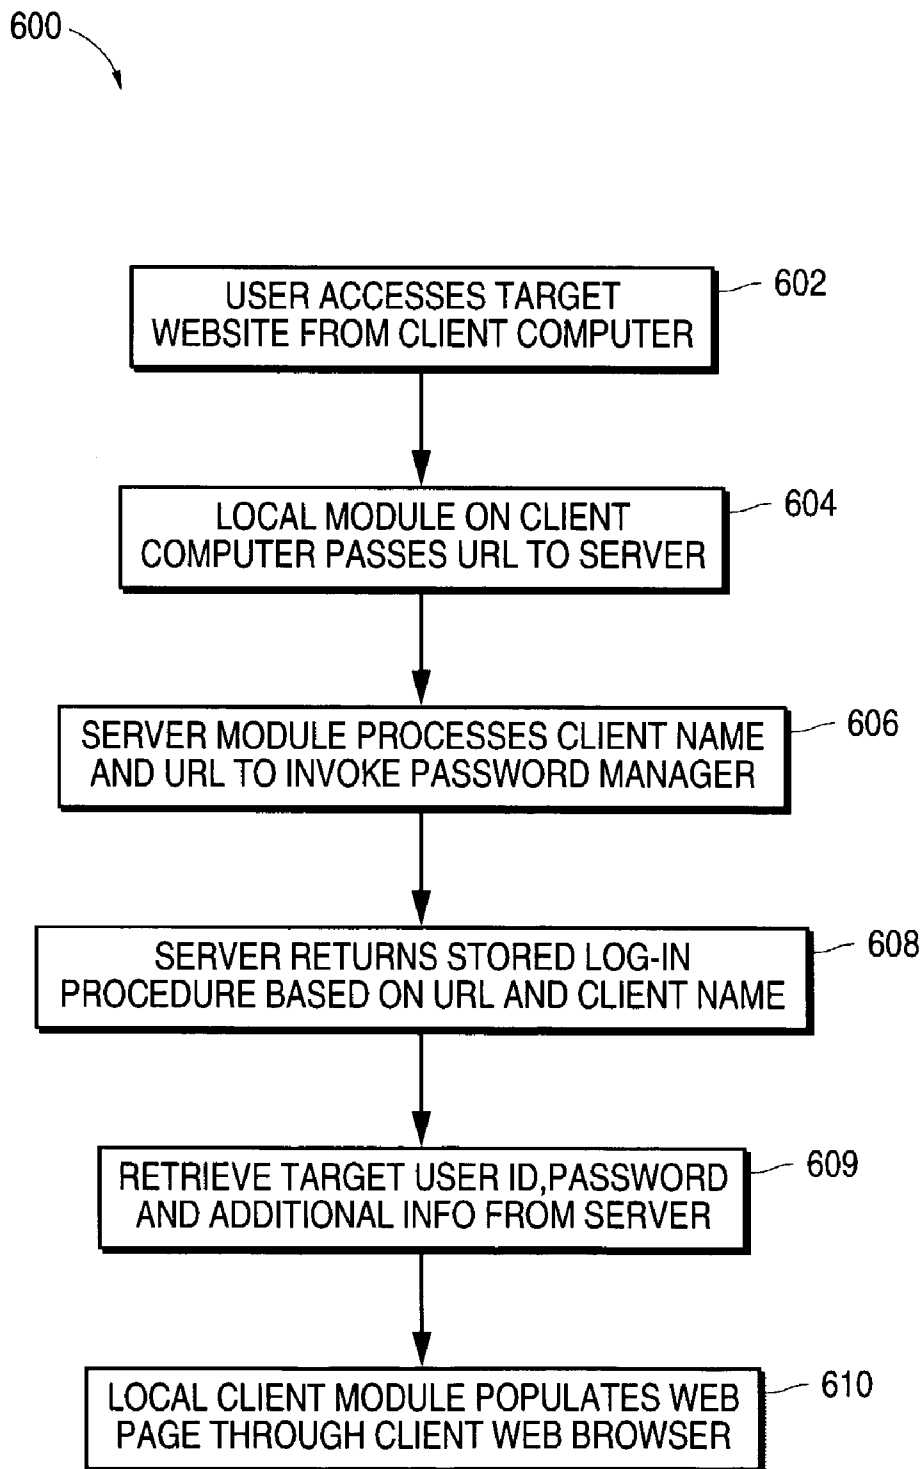 600
USER ACCESSES TARGET
WEBSITE FROM CLIENT COMPUTER
602
LOCAL MODULE ON CLIENT
COMPUTER PASSES URL TO SERVER
604
SERVER MODULE PROCESSES CLIENT NAME
AND URL TO INVOKE PASSWORD MANAGER
606
SERVER RETURNS STORED LOG-IN
PROCEDURE BASED ON URL AND CLIENT NAME
608
RETRIEVE TARGET USER ID,PASSWORD
AND ADDITIONAL INFO FROM SERVER
609
LOCAL CLIENT MODULE POPULATES WEB
PAGE THROUGH CLIENT WEB BROWSER
610